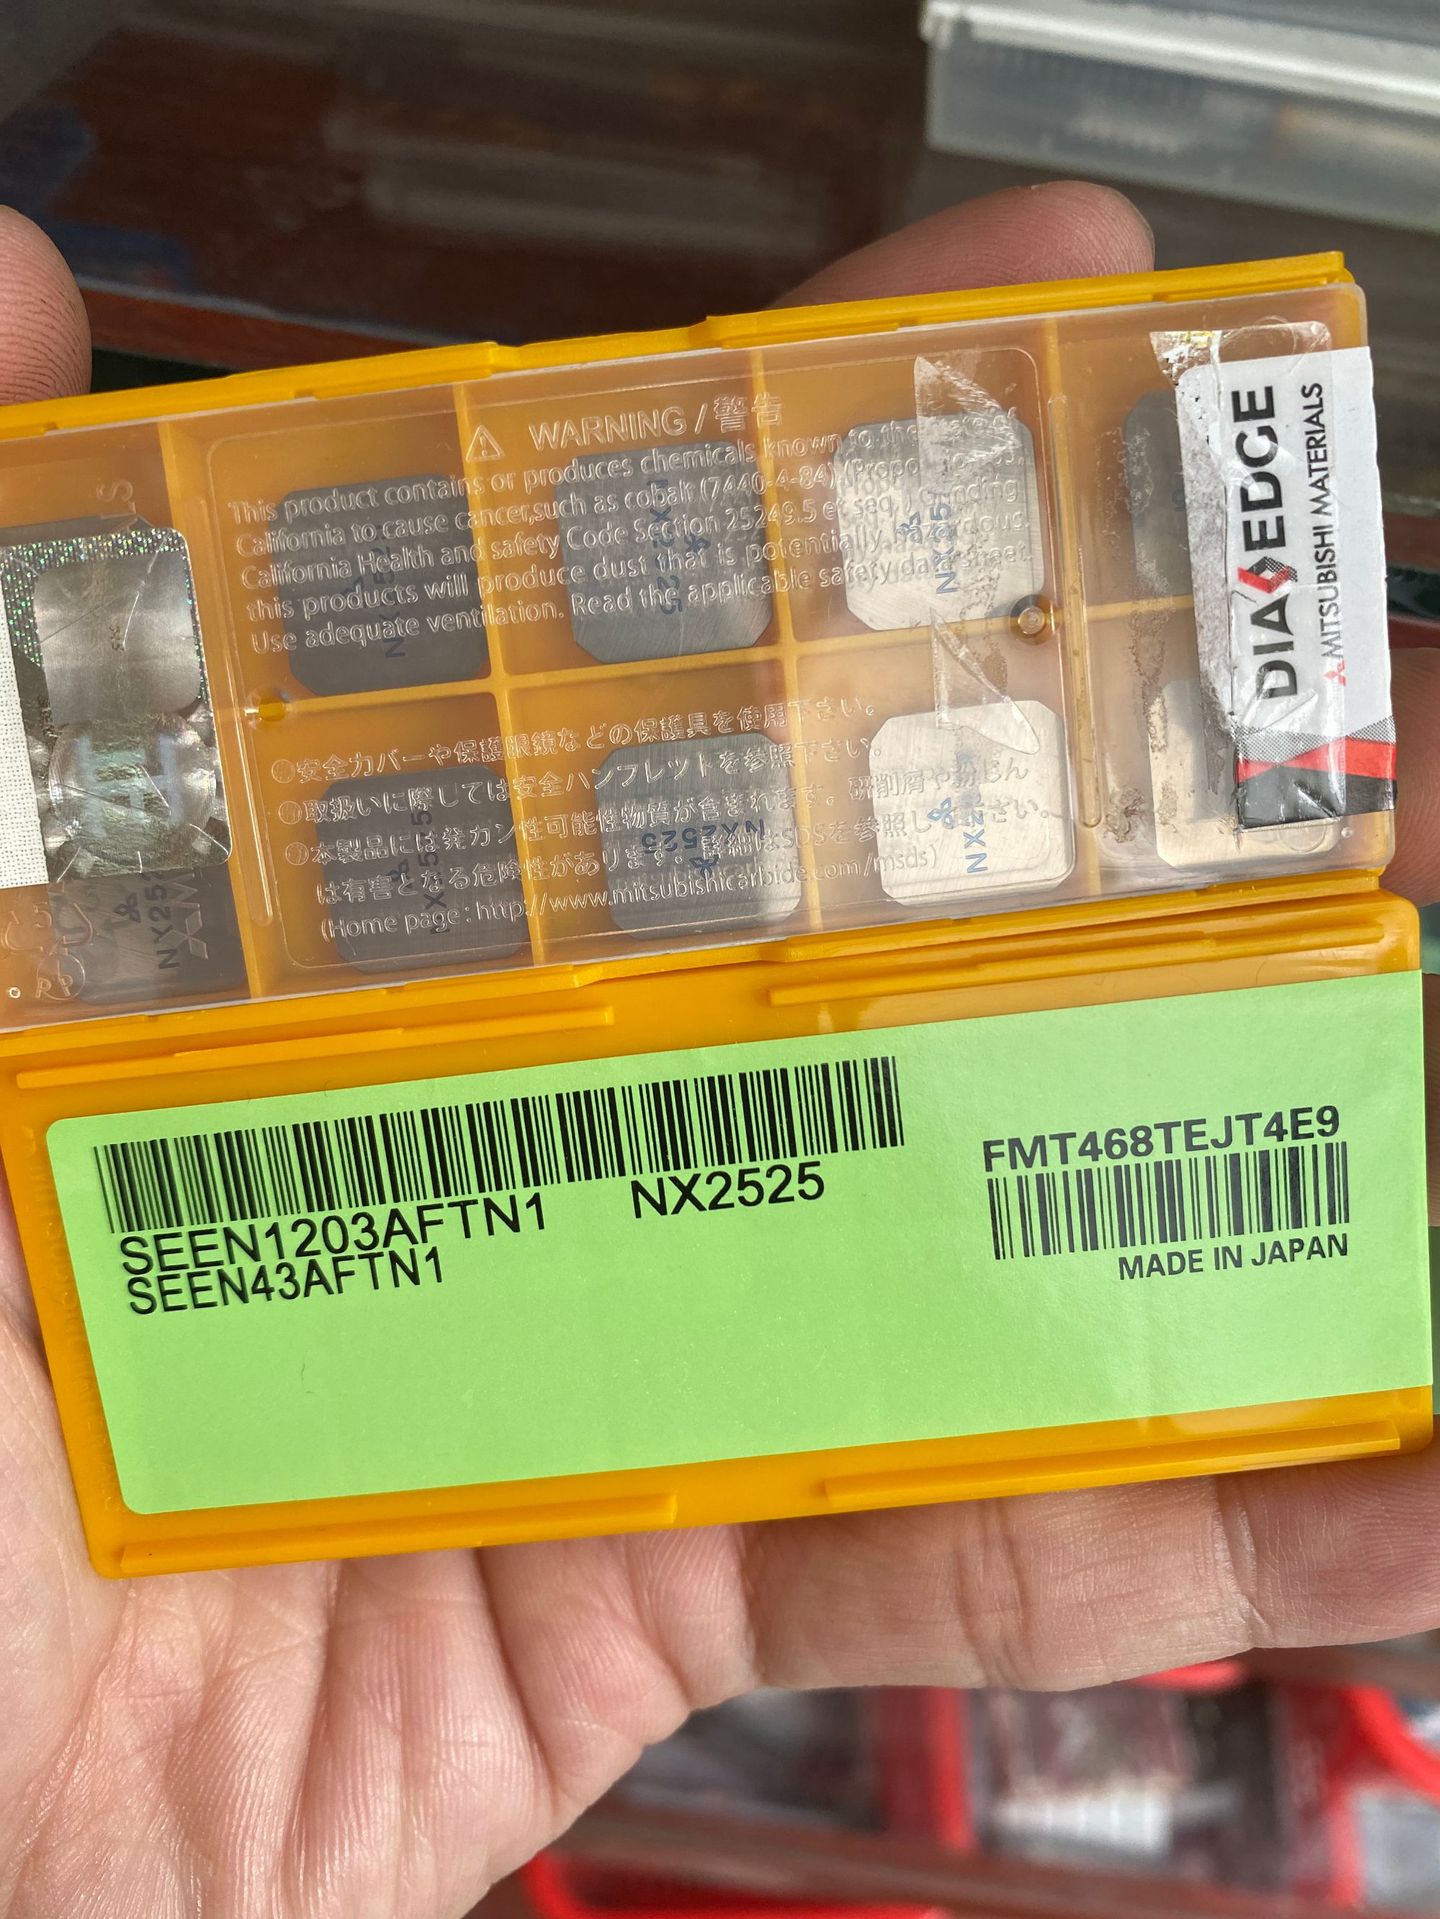 WARNING / 警告
This product contains or produces chemicals known to the State of
California to cause cancer,such as cobalt (7440-4-84)
California Health and safety Code Section 25249.5 et seq.)
this products will produce dust that is potentially hazardous.
Use adequate ventilation. Read the applicable safety data sheet.
●安全カバーや保護眼鏡などの保護具を使用下さい。
●取扱いに際しては安全パンフレットを参照下さい。
●本製品には発ガン性可能性物質が含まれます。研削屑や粉じん
は有害となる危険性があります。詳細はSDSを参照し
(Home page : http://www.mitsubishicarbide.com/msds)
NX2525
NX2525
NX252
NX25
DIAEDGE
MITSUBISHI MATERIALS
SEEN1203AFTN1 NX2525
SEEN43AFTN1
FMT468TEJT4E9
MADE IN JAPAN